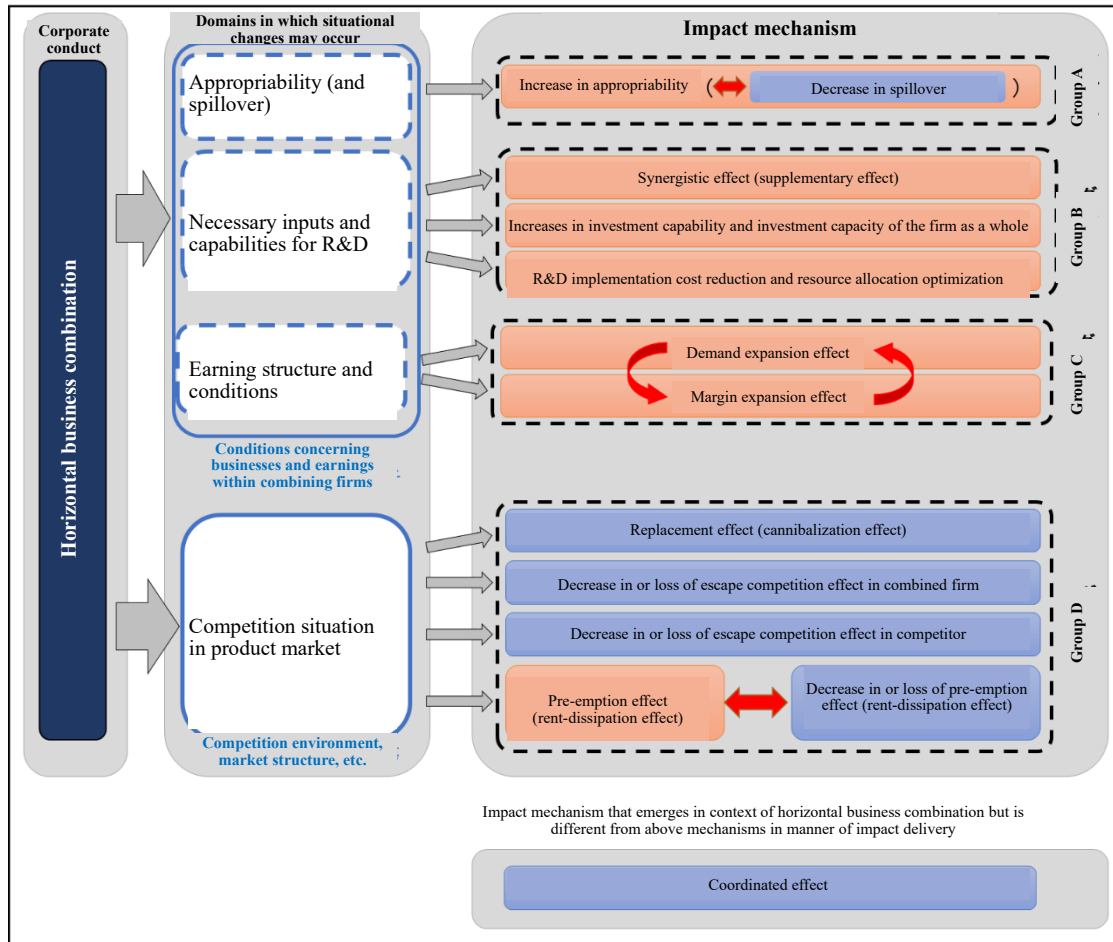 Corporate
conduct
Horizontal business combination
Domains in which situational
changes may occur
Appropriability (and
spillover)
Necessary inputs and
capabilities for R&D
Earning structure and
conditions
Conditions concerning
businesses and earnings
within combining firms
Competition situation
in product market
Competition environment,
market structure, etc.
Impact mechanism
Increase in appropriability ( Decrease in spillover )
Group A
Synergistic effect (supplementary effect)
Increases in investment capability and investment capacity of the firm as a whole
R&D implementation cost reduction and resource allocation optimization
Group B
Demand expansion effect
Margin expansion effect
Group C
Replacement effect (cannibalization effect)
Decrease in or loss of escape competition effect in combined firm
Decrease in or loss of escape competition effect in competitor
Pre-emption effect
(rent-dissipation effect)
Decrease in or loss of pre-emption
effect (rent-dissipation effect)
Group D
Impact mechanism that emerges in context of horizontal business combination but is
different from above mechanisms in manner of impact delivery
Coordinated effect